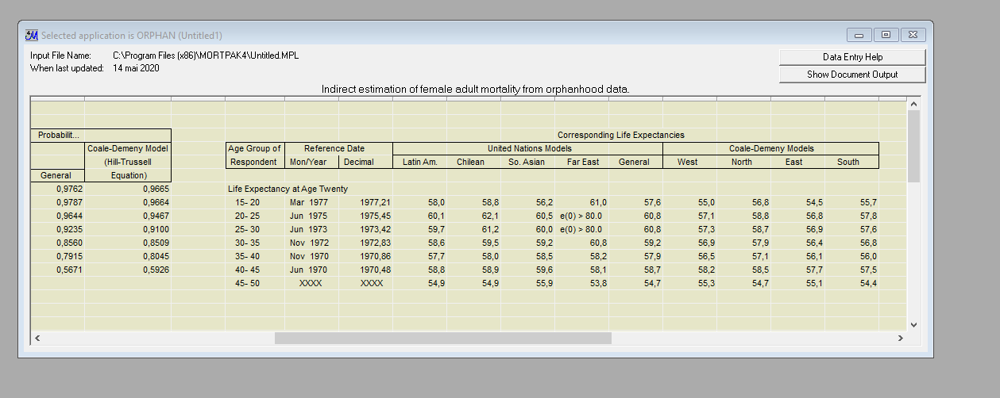 Selected application is ORPHAN (Untitled1)
Input File Name: C:\Program Files (x86)\MORTPAK4\Untitled.MPL
Data Entry Help
When last updated: 14 mai 2020
Show Document Output
Indirect estimation of female adult mortality from orphanhood data.
Probabilit... Corresponding Life Expectancies
Coale-Demeny Model Age Group of Reference Date United Nations Models Coale-Demeny Models
(Hill-Trussell Respondent Mon/Year Decimal Latin Am. Chilean So. Asian Far East General West North East South
General Equation)
0,9762 0,9665 Life Expectancy at Age Twenty
0,9787 0,9664 15- 20 Mar 1977 1977,21 58,0 58,8 56,2 61,0 57,6 55,0 56,8 54,5 55,7
0,9644 0,9467 20- 25 Jun 1975 1975,45 60,1 62,1 60,5 e(0) > 80.0 60,8 57,1 58,8 56,8 57,8
0,9235 0,9100 25- 30 Jun 1973 1973,42 59,7 61,2 60,0 e(0) > 80.0 60,8 57,3 58,7 56,9 57,6
0,8560 0,8509 30- 35 Nov 1972 1972,83 58,6 59,5 59,2 60,8 59,2 56,9 57,9 56,4 56,8
0,7915 0,8045 35- 40 Nov 1970 1970,86 57,7 58,0 58,5 58,2 57,9 56,5 57,1 56,1 56,0
0,5671 0,5926 40- 45 Jun 1970 1970,48 58,8 58,9 59,6 58,1 58,7 58,2 58,5 57,7 57,5
45- 50 XXXX XXXX 54,9 54,9 55,9 53,8 54,7 55,3 54,7 55,1 54,4